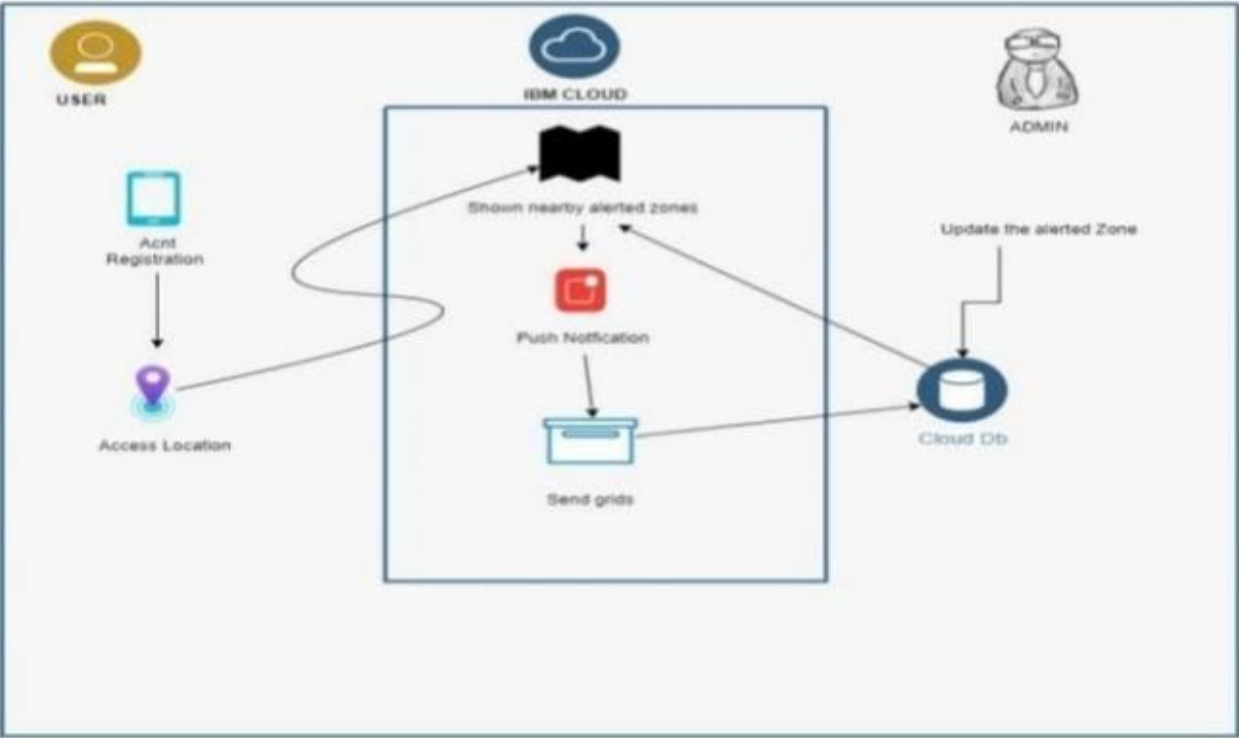 USER
IBM CLOUD
ADMIN
Acnt
Registration
Access Location
Shown nearby alerted zones
Push Notfication
Send grids
Update the alerted Zone
Cloud Db